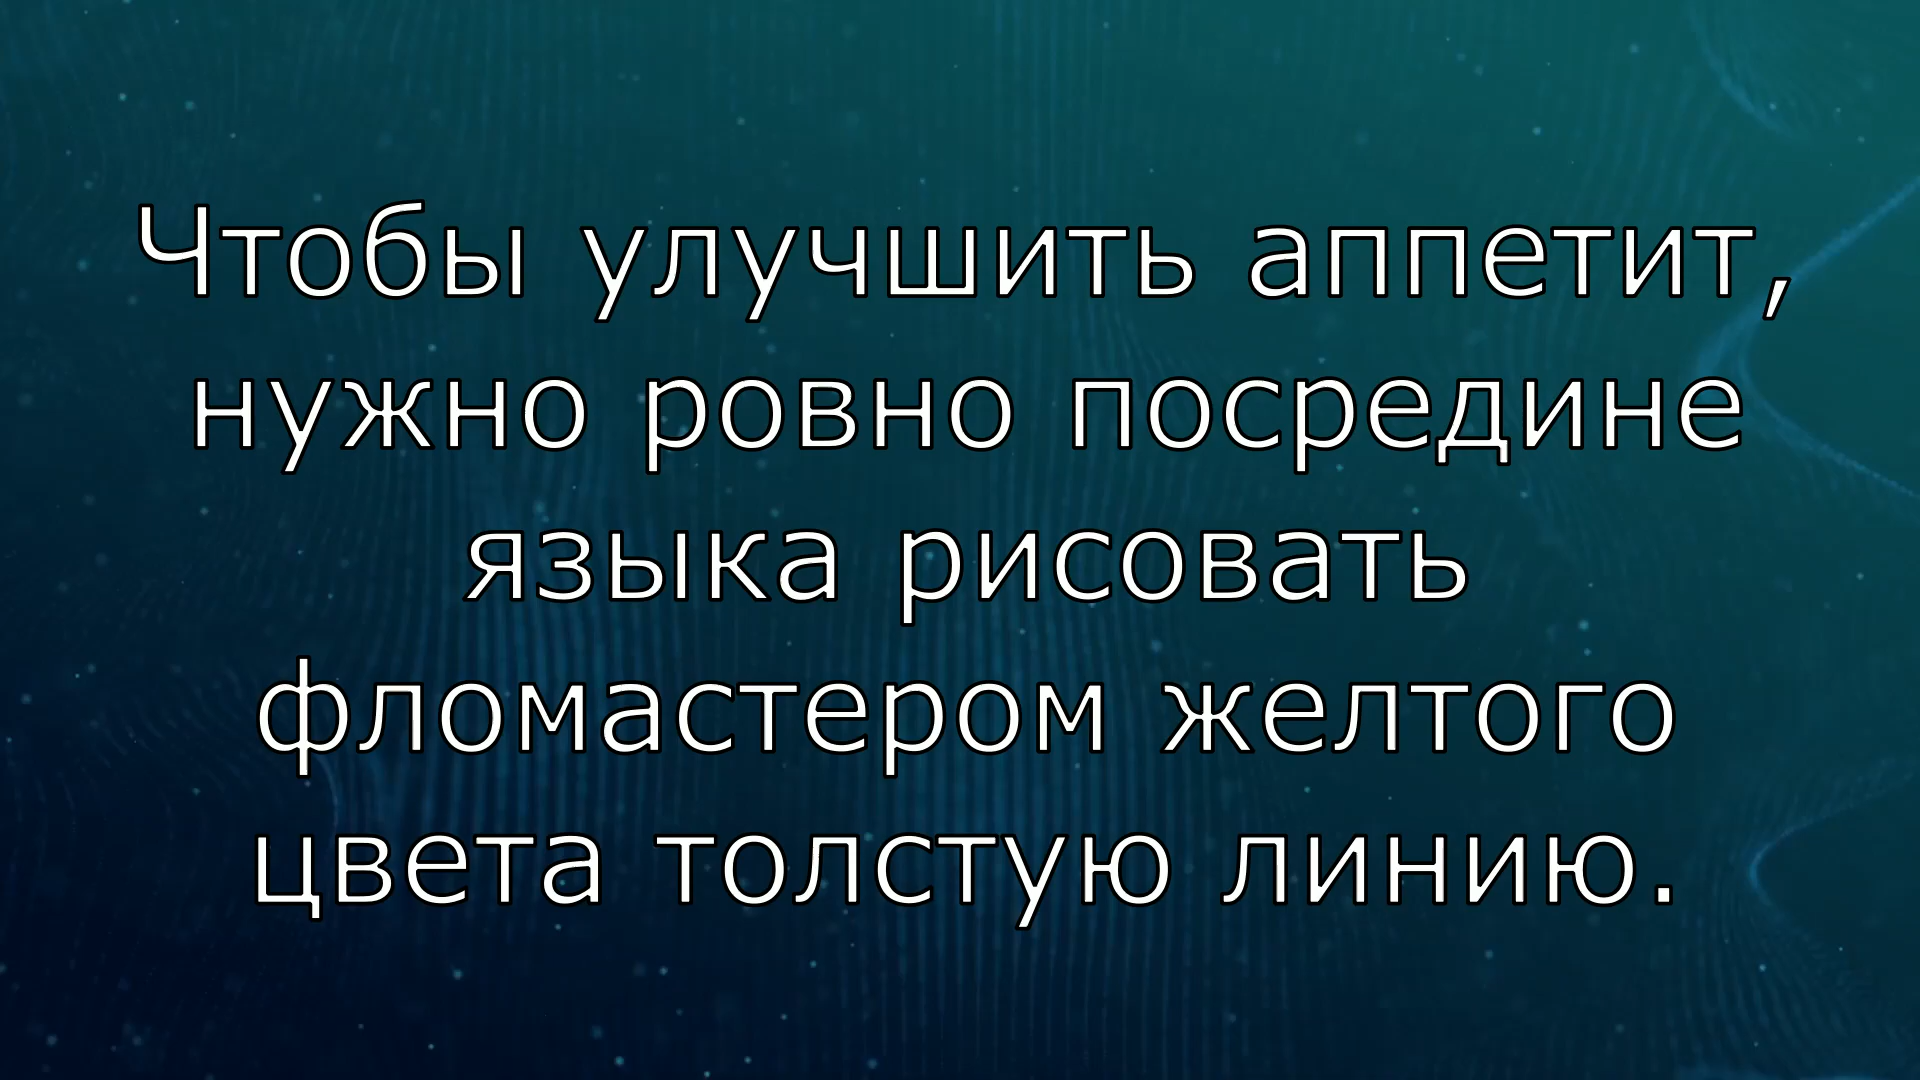 Чтобы улучшить аппетит,
нужно ровно посредине
языка рисовать
фломастером желтого
цвета толстую линию.